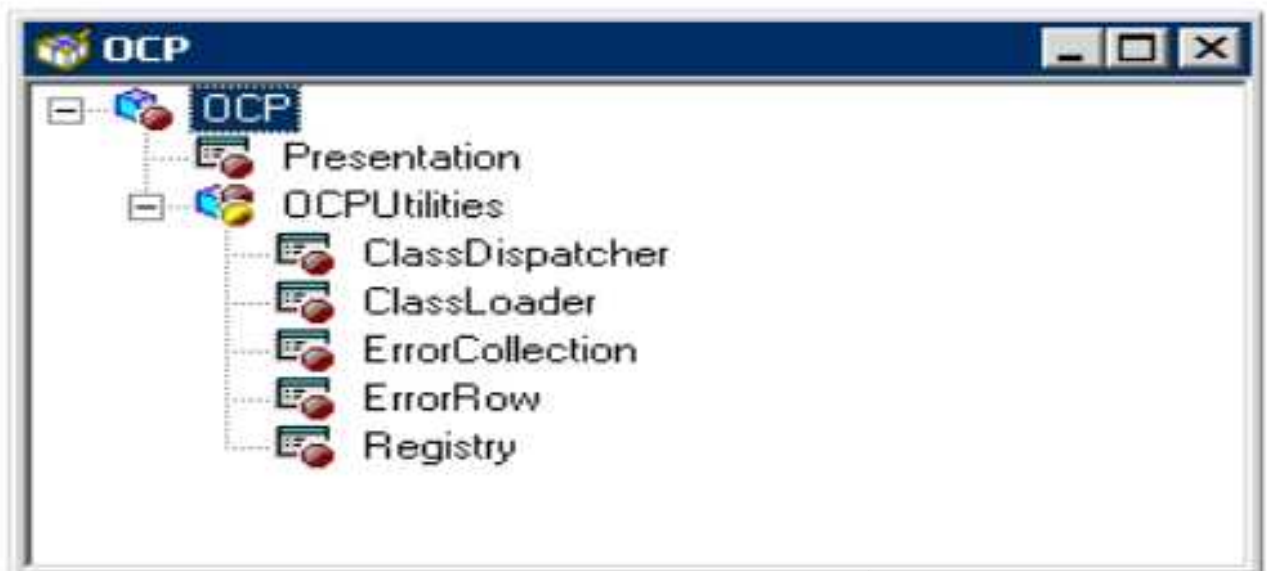 OCP
OCP
Presentation
OCPUtilities
ClassDispatcher
ClassLoader
ErrorCollection
ErrorRow
Registry